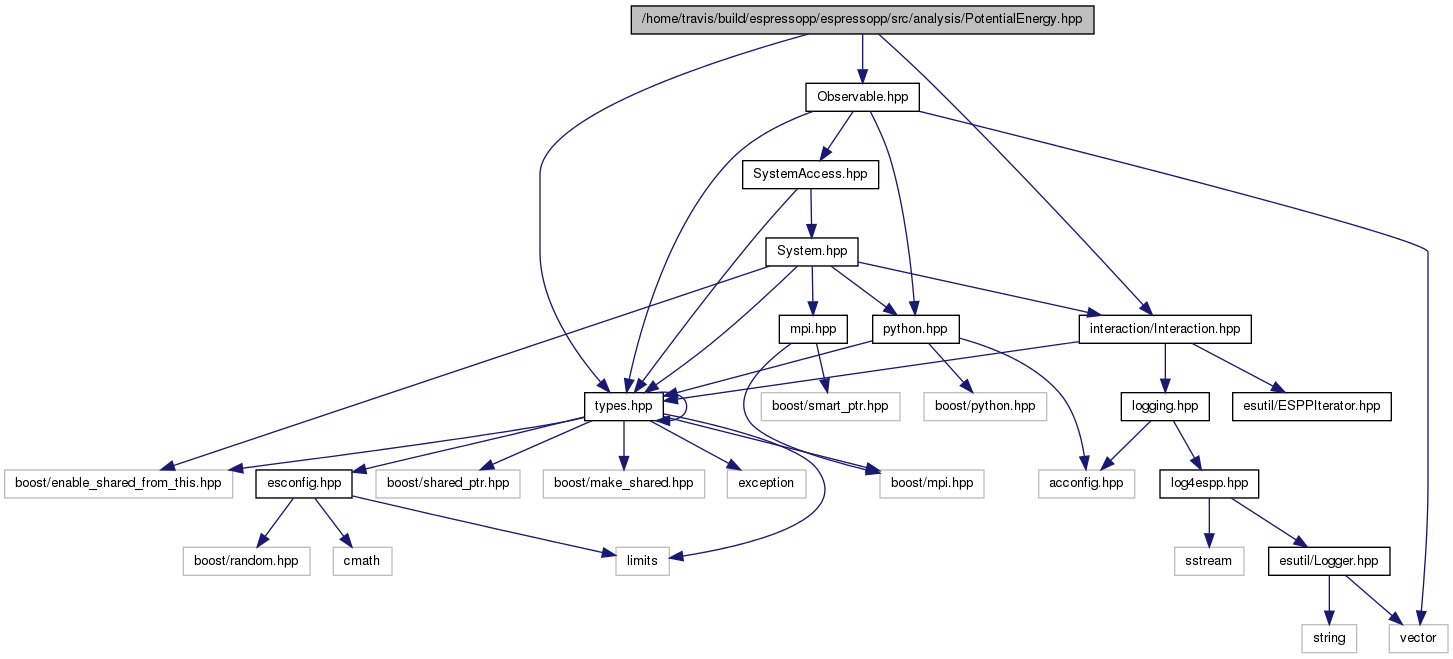 /home/travis/build/espressopp/espressopp/src/analysis/PotentialEnergy.hpp
Observable.hpp
SystemAccess.hpp
System.hpp
mpi.hpp
python.hpp
interaction/Interaction.hpp
types.hpp
boost/smart_ptr.hpp
boost/python.hpp
logging.hpp
esutil/ESPPIterator.hpp
boost/enable_shared_from_this.hpp
esconfig.hpp
boost/shared_ptr.hpp
boost/make_shared.hpp
exception
boost/mpi.hpp
acconfig.hpp
log4espp.hpp
boost/random.hpp
cmath
limits
sstream
esutil/Logger.hpp
string
vector